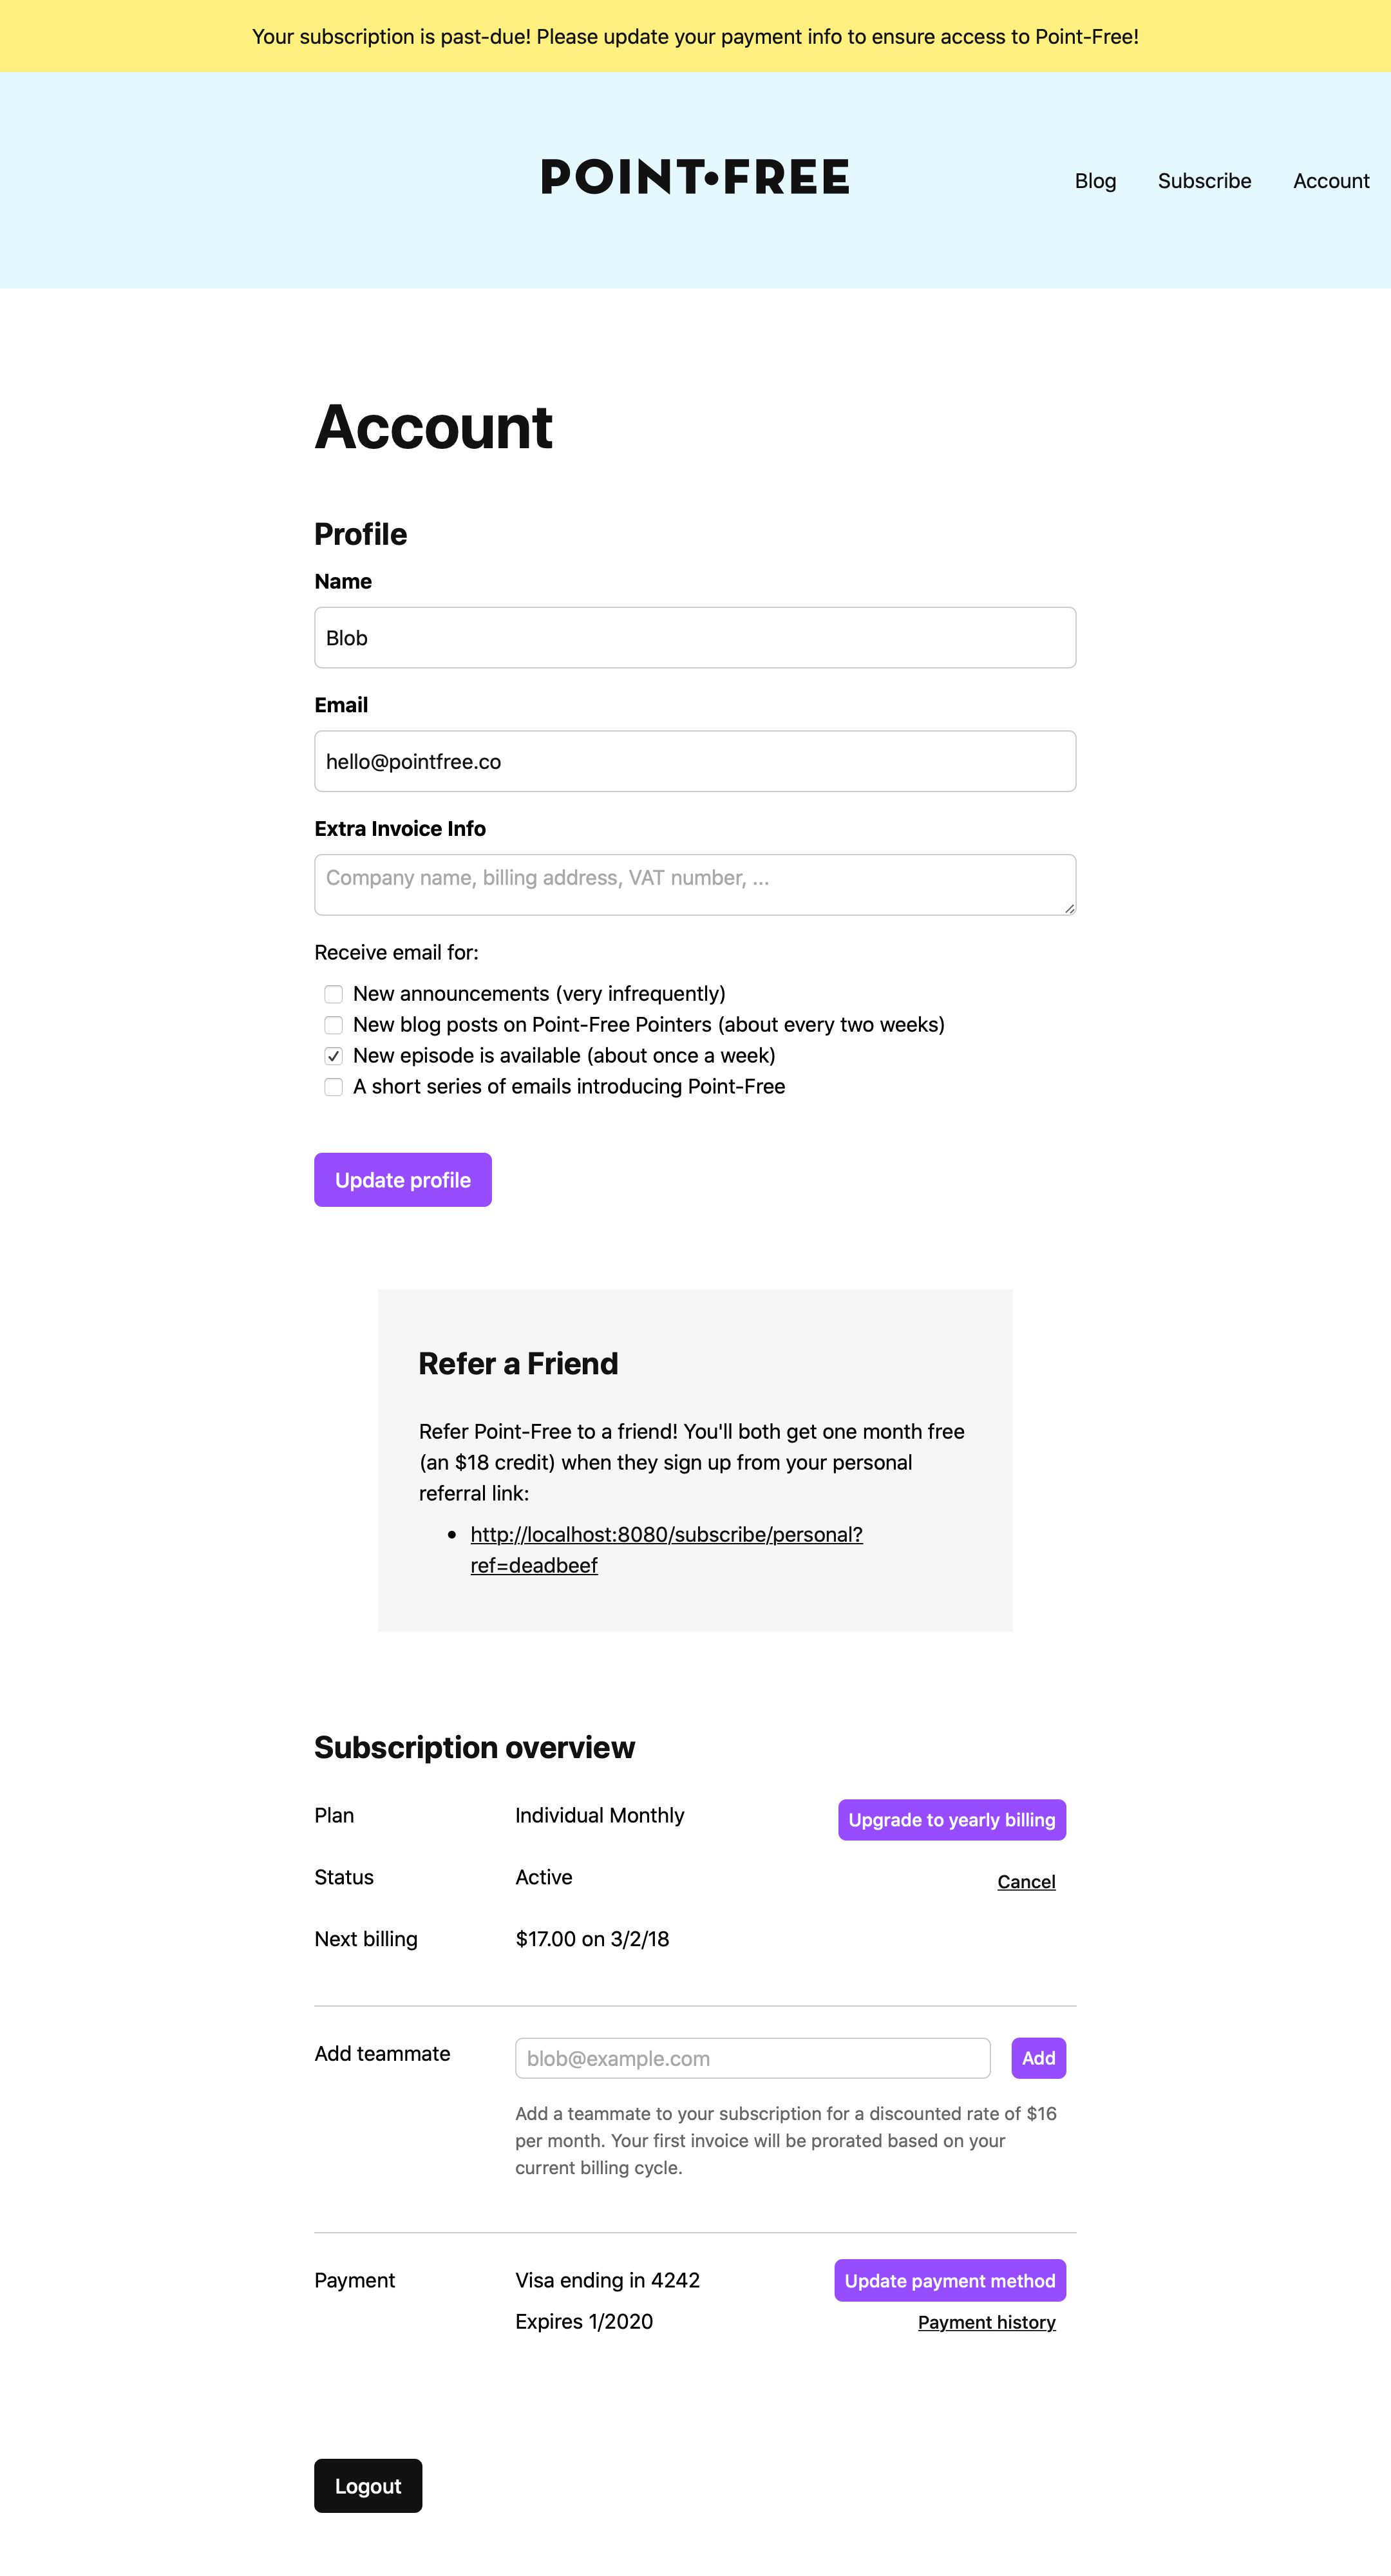 Your subscription is past-due! Please update your payment info to ensure access to Point-Free!
POINT•FREE
Blog Subscribe Account
Account
Profile
Name
Blob
Email
hello@pointfree.co
Extra Invoice Info
Company name, billing address, VAT number, ...
Receive email for:
New announcements (very infrequently)
New blog posts on Point-Free Pointers (about every two weeks)
New episode is available (about once a week)
A short series of emails introducing Point-Free
Update profile
Refer a Friend
Refer Point-Free to a friend! You'll both get one month free
(an $18 credit) when they sign up from your personal
referral link:
• http://localhost:8080/subscribe/personal?
ref=deadbeef
Subscription overview
Plan Individual Monthly Upgrade to yearly billing
Status Active Cancel
Next billing $17.00 on 3/2/18
Add teammate blob@example.com Add
Add a teammate to your subscription for a discounted rate of $16
per month. Your first invoice will be prorated based on your
current billing cycle.
Payment Visa ending in 4242 Update payment method
Expires 1/2020 Payment history
Logout